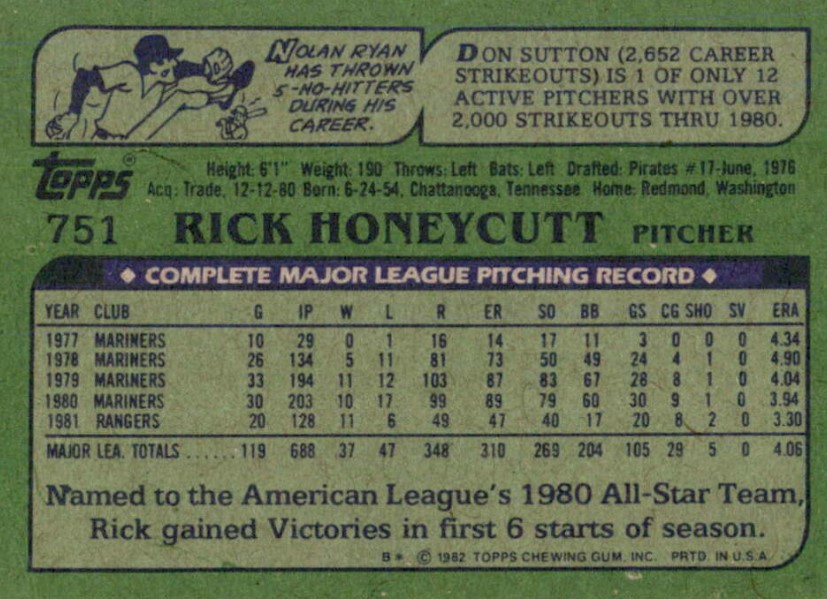 NOLAN RYAN
HAS THROWN
5-NO-HITTERS
DURING HIS
CAREER.
DON SUTTON (2,652 CAREER
STRIKEOUTS) IS 1 OF ONLY 12
ACTIVE PITCHERS WITH OVER
2,000 STRIKEOUTS THRU 1980.
Topps®
Height: 6'1" Weight: 190 Throws: Left Bats: Left Drafted: Pirates #17-June, 1976
Acq: Trade, 12-12-80 Born: 6-24-54, Chattanooga, Tennessee Home: Redmond, Washington
751 RICK HONEYCUTT PITCHER
◆ COMPLETE MAJOR LEAGUE PITCHING RECORD ◆
YEAR CLUB G IP W L R ER SO BB GS CG SHO SV ERA
1977 MARINERS 10 29 0 1 16 14 17 11 3 0 0 0 4.34
1978 MARINERS 26 134 5 11 81 73 50 49 24 4 1 0 4.90
1979 MARINERS 33 194 11 12 103 87 83 67 28 8 1 0 4.04
1980 MARINERS 30 203 10 17 99 89 79 60 30 9 1 0 3.94
1981 RANGERS 20 128 11 6 49 47 40 17 20 8 2 0 3.30
MAJOR LEA. TOTALS ...... 119 688 37 47 348 310 269 204 105 29 5 0 4.06
Named to the American League's 1980 All-Star Team,
Rick gained Victories in first 6 starts of season.
B* © 1982 TOPPS CHEWING GUM, INC. PRTD. IN U.S.A.